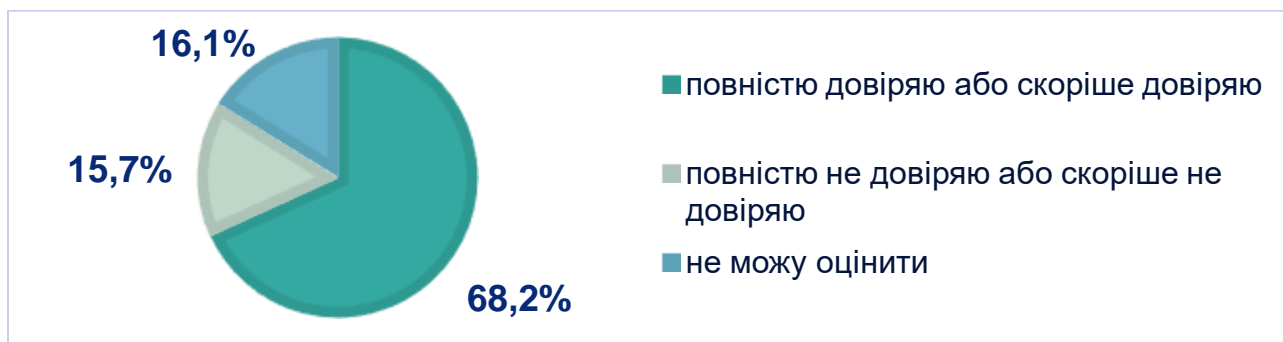 16,1%
15,7%
68,2%
повністю довіряю або скоріше довіряю
повністю не довіряю або скоріше не
довіряю
не можу оцінити